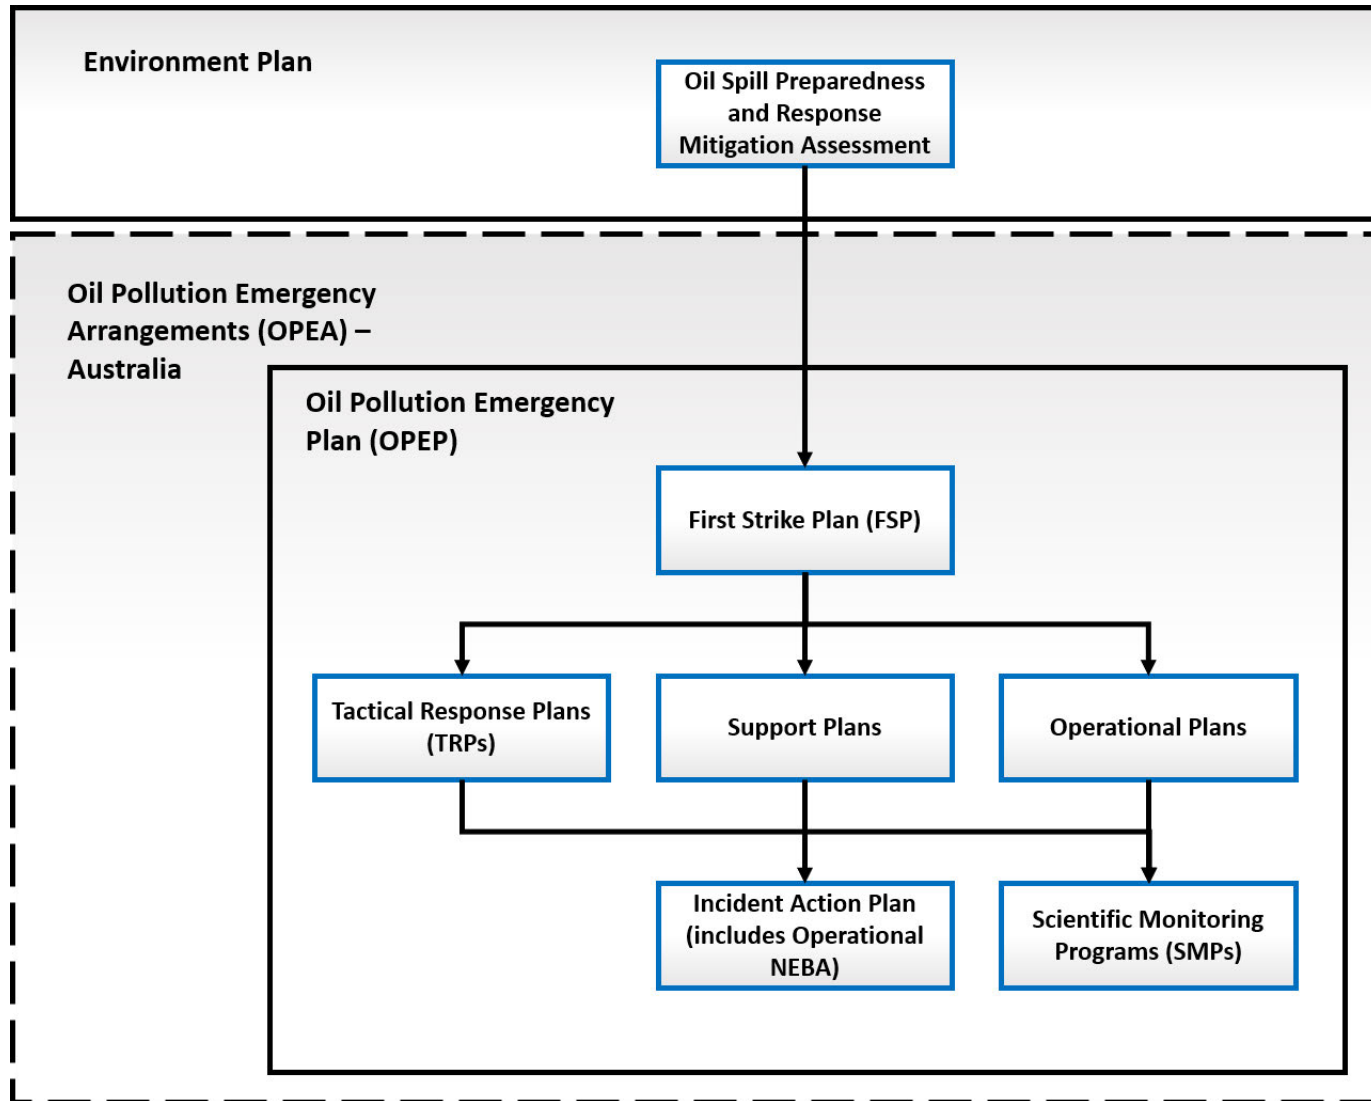 Environment Plan
Oil Spill Preparedness
and Response
Mitigation Assessment
Oil Pollution Emergency
Arrangements (OPEA) –
Australia
Oil Pollution Emergency
Plan (OPEP)
First Strike Plan (FSP)
Tactical Response Plans
(TRPs)
Support Plans
Operational Plans
Incident Action Plan
(includes Operational
NEBA)
Scientific Monitoring
Programs (SMPs)